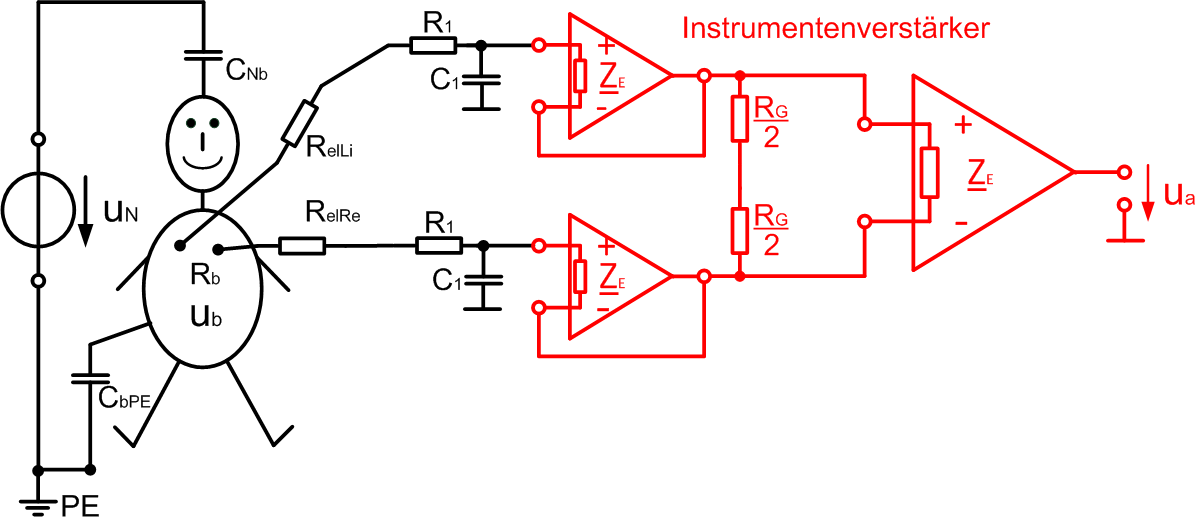 Instrumentenverstärker
R1
C1
CNb
+
ZE
-
RG
2
RelLi
uN
+
ZE
-
ua
RelRe
R1
RG
2
C1
+
ZE
-
Rb
ub
CbPE
PE